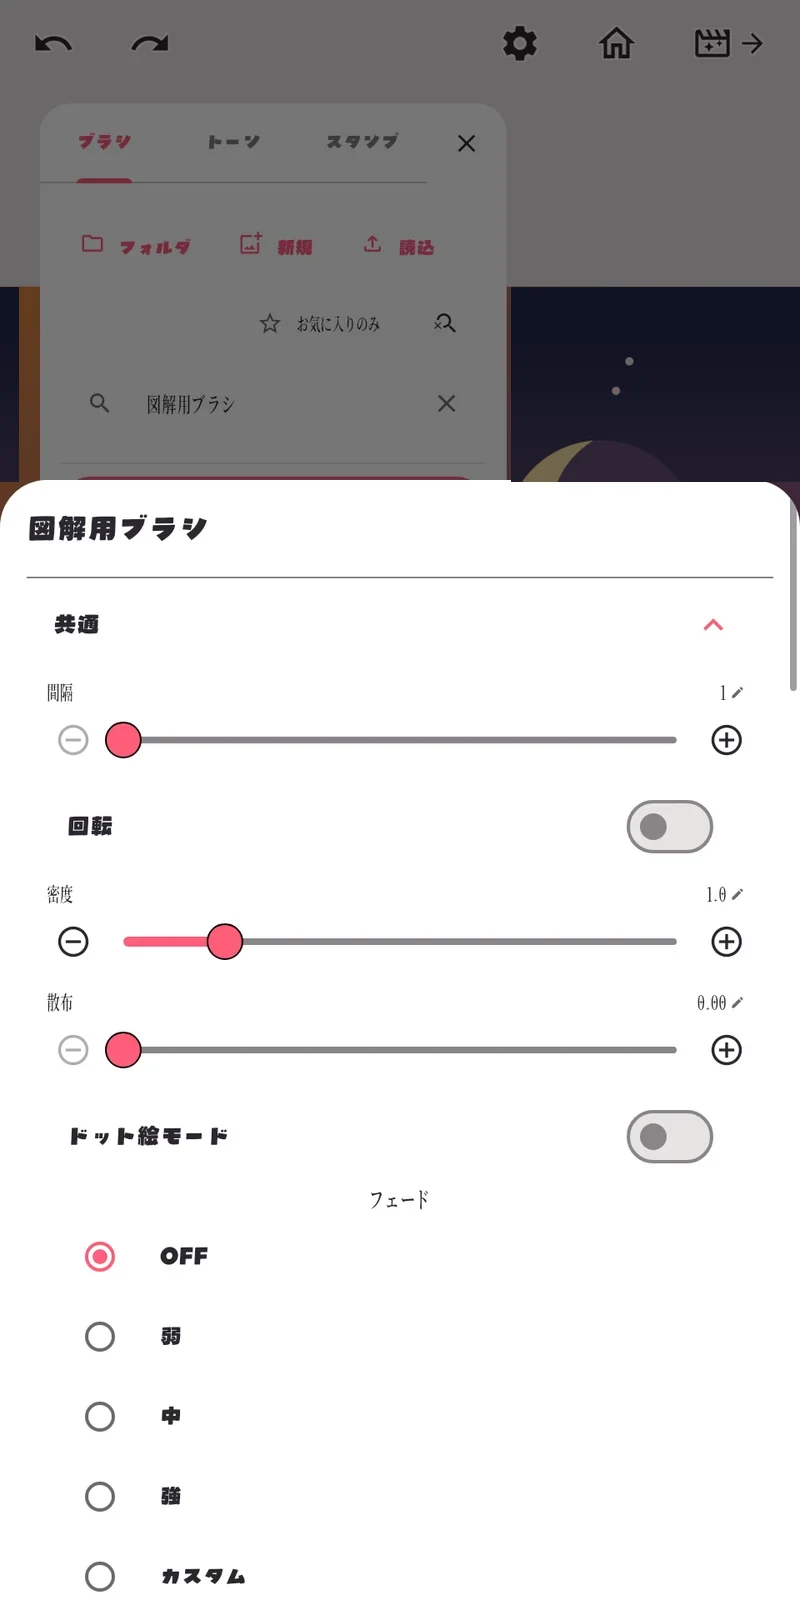 ブラシ トーン スタンプ
フォルダ 新規 読込
お気に入りのみ
図解用ブラシ
図解用ブラシ
共通
間隔 1
回転
密度 1.0
散布 0.00
ドット絵モード
フェード
OFF
弱
中
強
カスタム